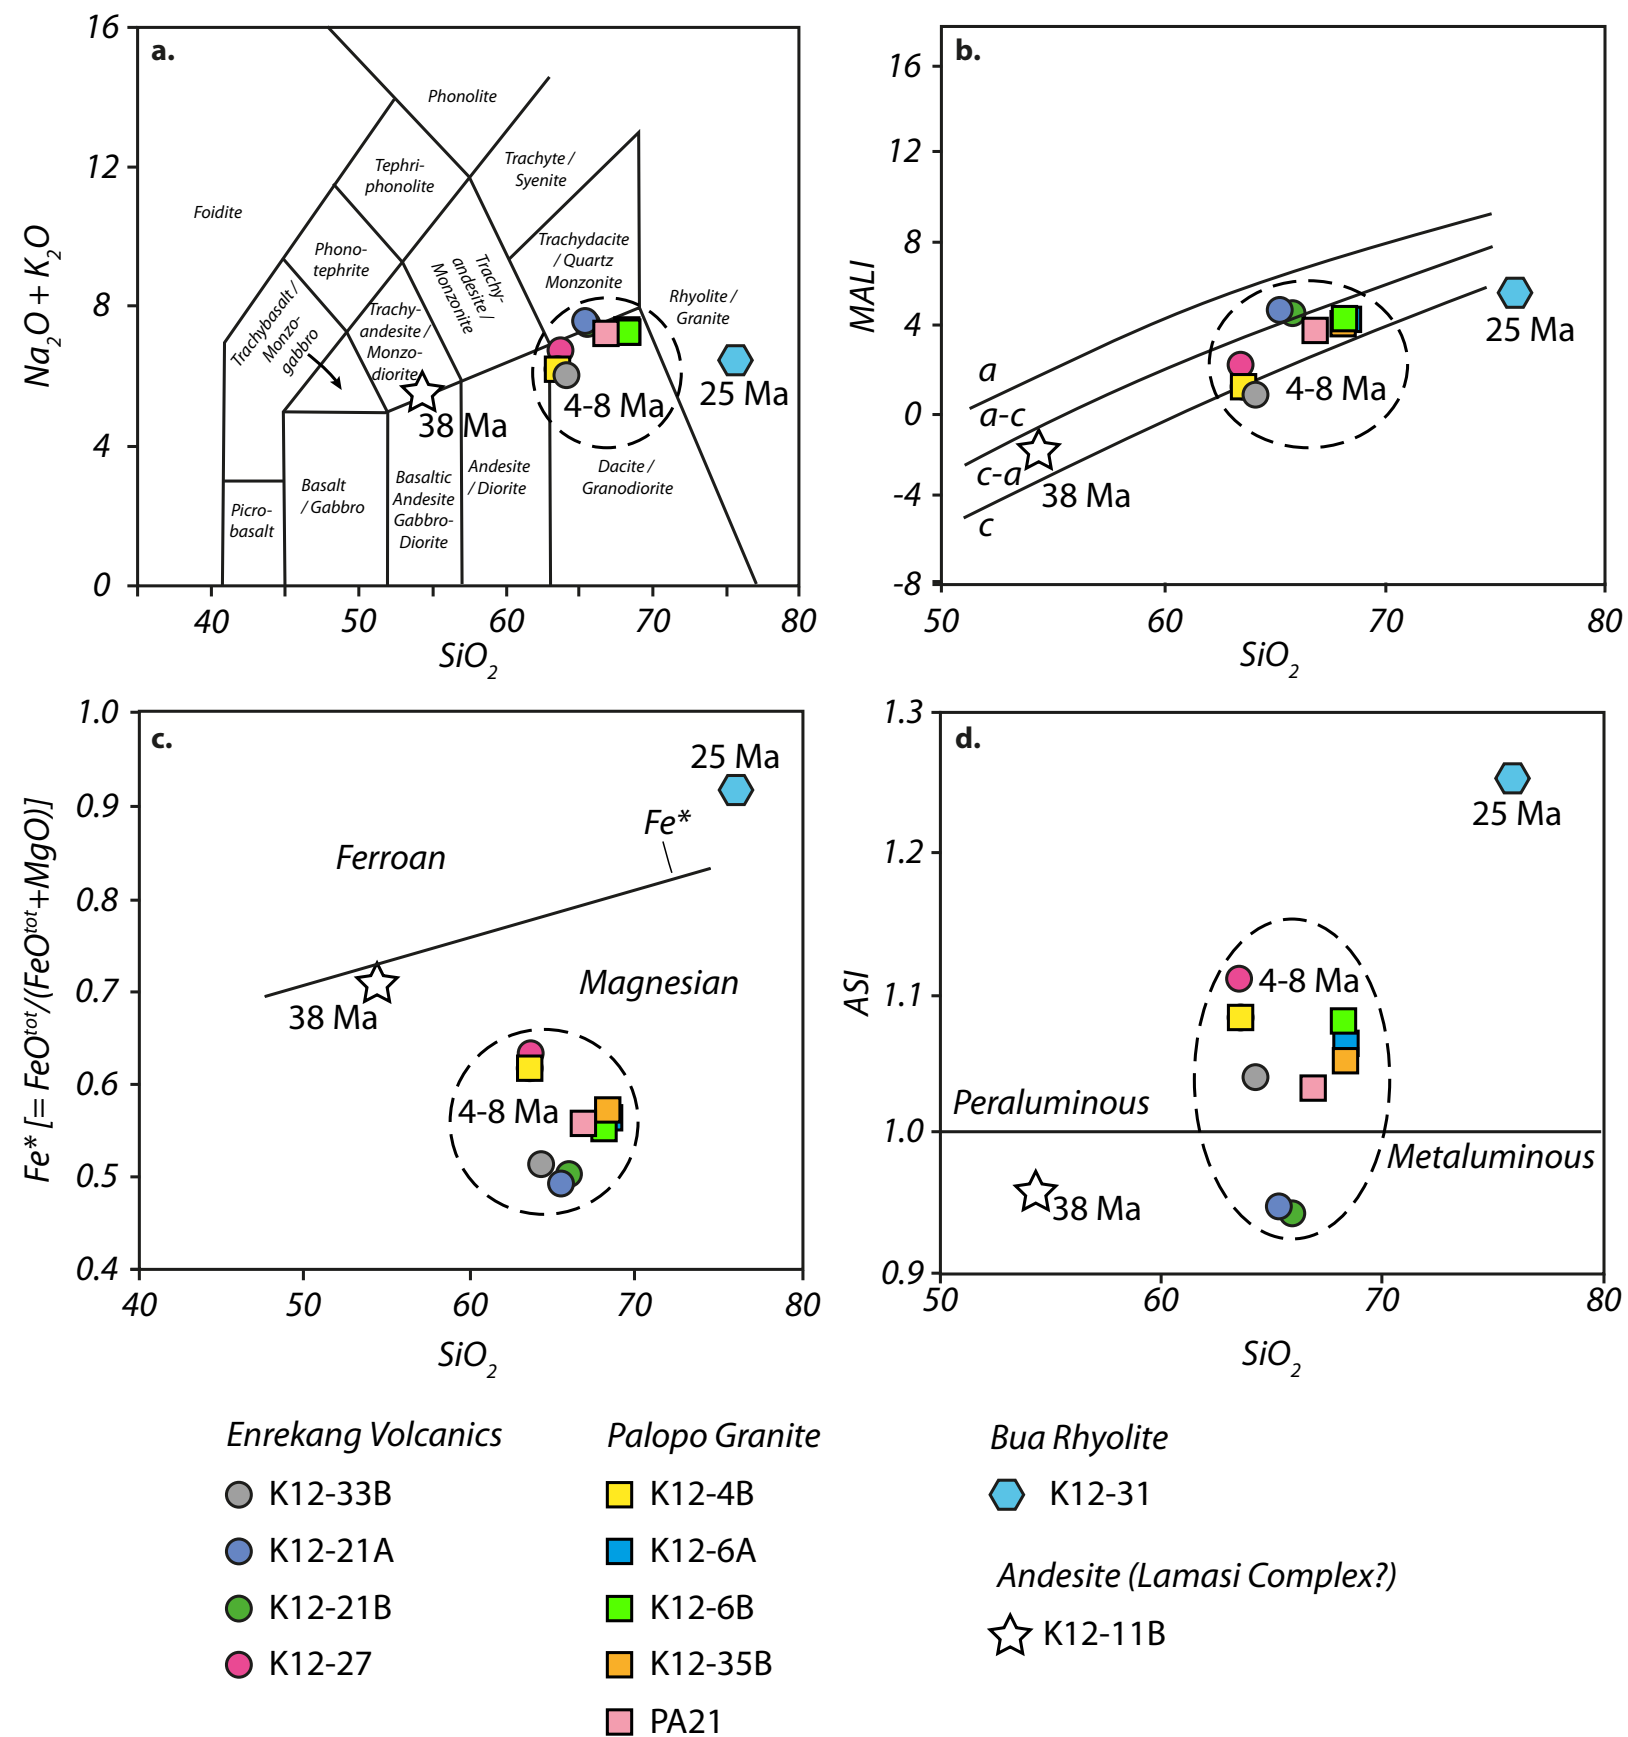 a.
16
12
8
4
0
Na2O + K2O
40
50
60
70
80
SiO2
Phonolite
Tephri-
phonolite
Trachyte /
Syenite
Foidite
Phono-
tephrite
Trachydacite
/ Quartz
Monzonite
Trachy-
andesite /
Monzonite
Rhyolite /
Granite
Trachybasalt /
Monzo-
gabbro
Trachy-
andesite /
Monzo-
diorite
38 Ma
4-8 Ma
25 Ma
Picro-
basalt
Basalt
/ Gabbro
Basaltic
Andesite
Gabbro-
Diorite
Andesite
/ Diorite
Dacite /
Granodiorite
b.
16
12
8
4
0
-4
-8
MALI
50
60
70
80
SiO2
a
a-c
c-a
c
38 Ma
4-8 Ma
25 Ma
c.
1.0
0.9
0.8
0.7
0.6
0.5
0.4
Fe* [= FeOtot/(FeOtot+MgO)]
40
50
60
70
80
SiO2
25 Ma
Fe*
Ferroan
Magnesian
38 Ma
4-8 Ma
d.
1.3
1.2
1.1
1.0
0.9
ASI
50
60
70
80
SiO2
25 Ma
4-8 Ma
Peraluminous
Metaluminous
38 Ma
Enrekang Volcanics
K12-33B
K12-21A
K12-21B
K12-27
Palopo Granite
K12-4B
K12-6A
K12-6B
K12-35B
PA21
Bua Rhyolite
K12-31
Andesite (Lamasi Complex?)
K12-11B